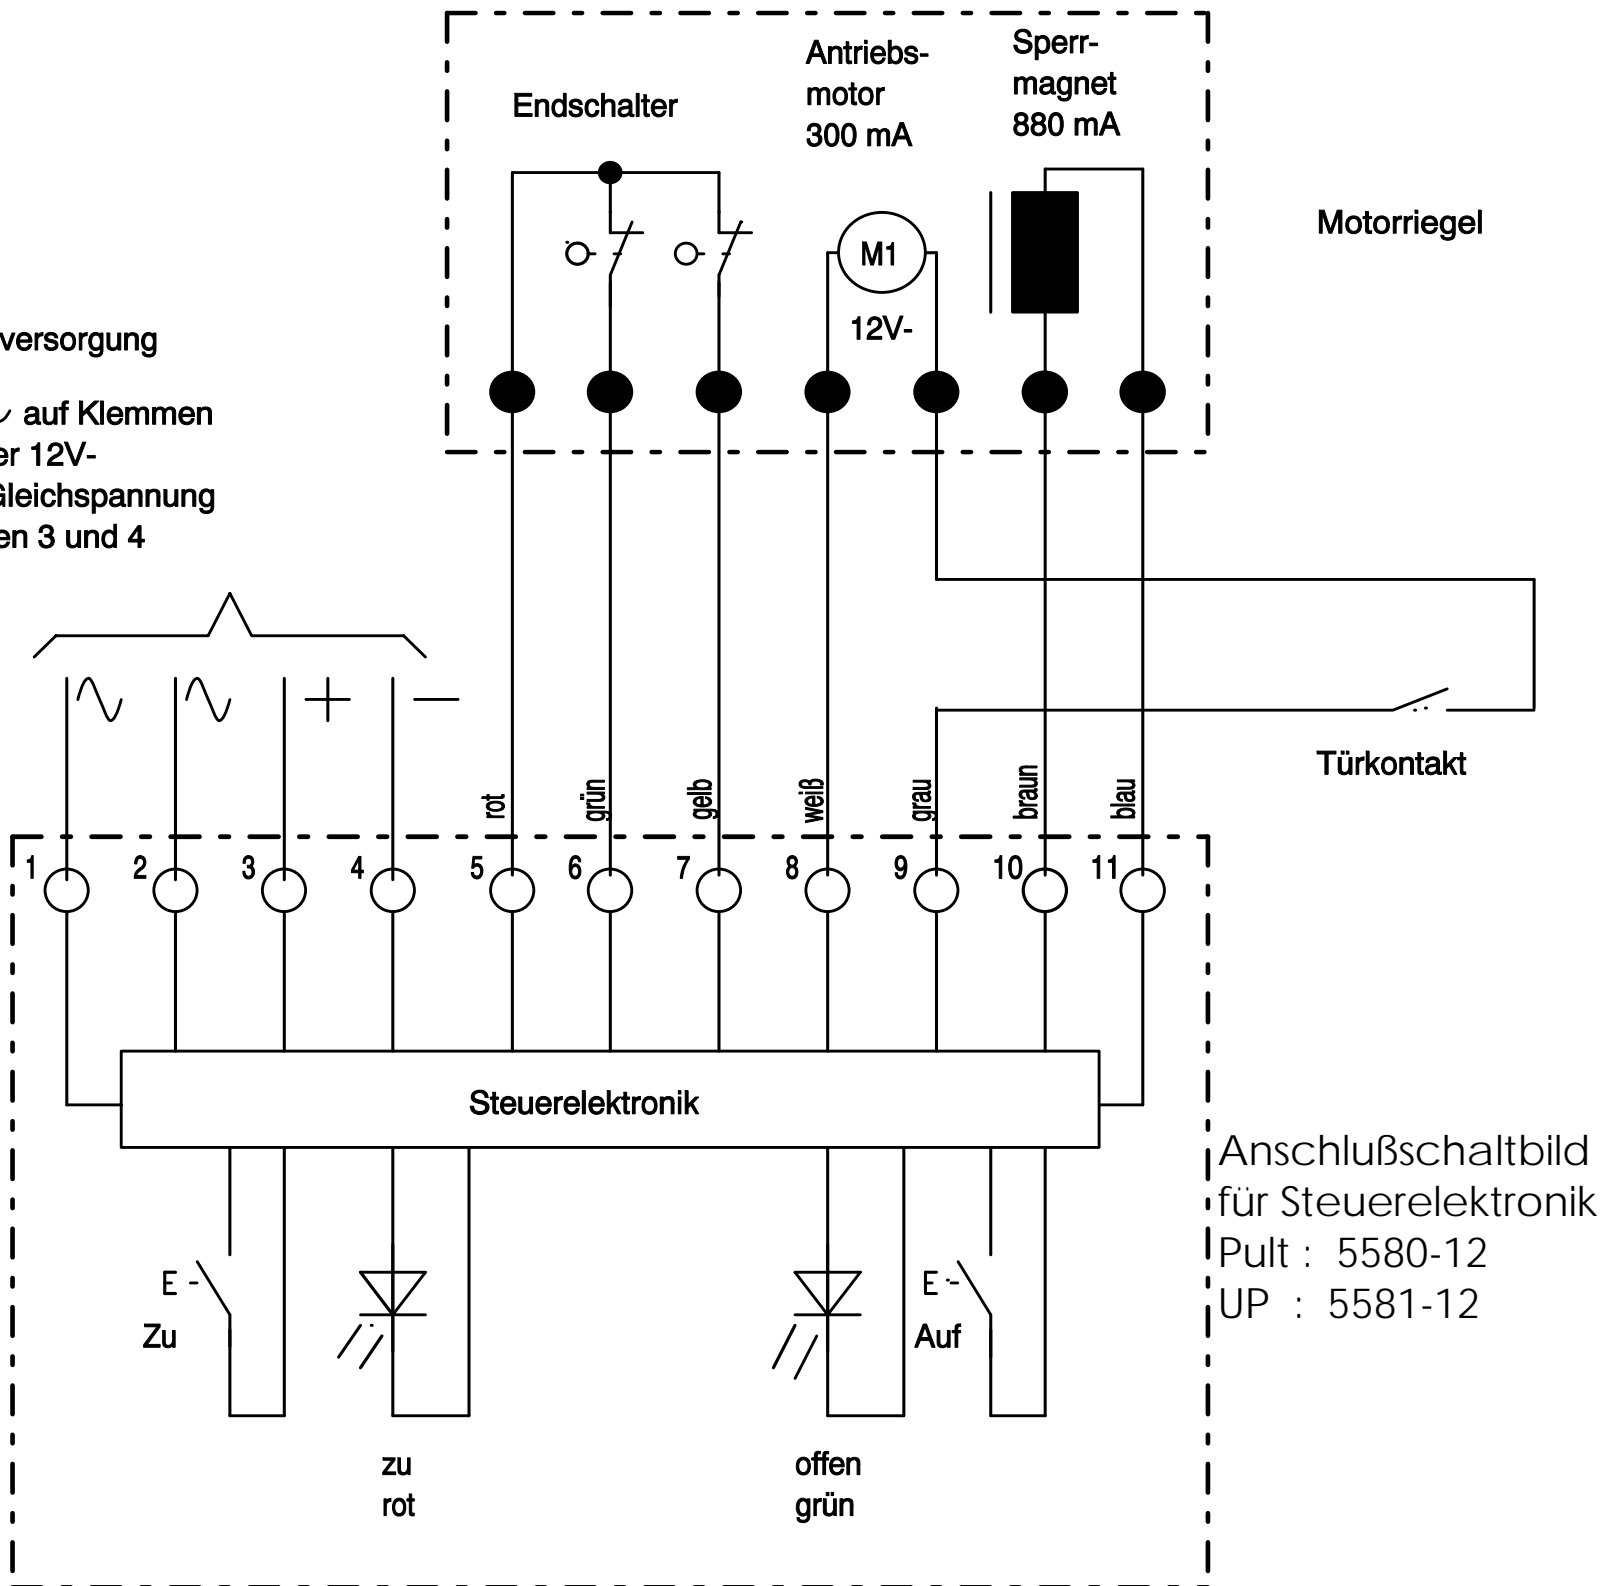 Antriebs-
motor
300 mA
Sperr-
magnet
880 mA
Endschalter
Motorriegel
M1
12V-
versorgung
auf Klemmen
12V-
Gleichspannung
3 und 4
Türkontakt
rot
grün
gelb
weiß
grau
braun
blau
1 2 3 4 5 6 7 8 9 10 11
Steuerelektronik
Anschlußschaltbild
für Steuerelektronik
Pult : 5580-12
UP : 5581-12
E
Zu
E
Auf
zu
rot
offen
grün